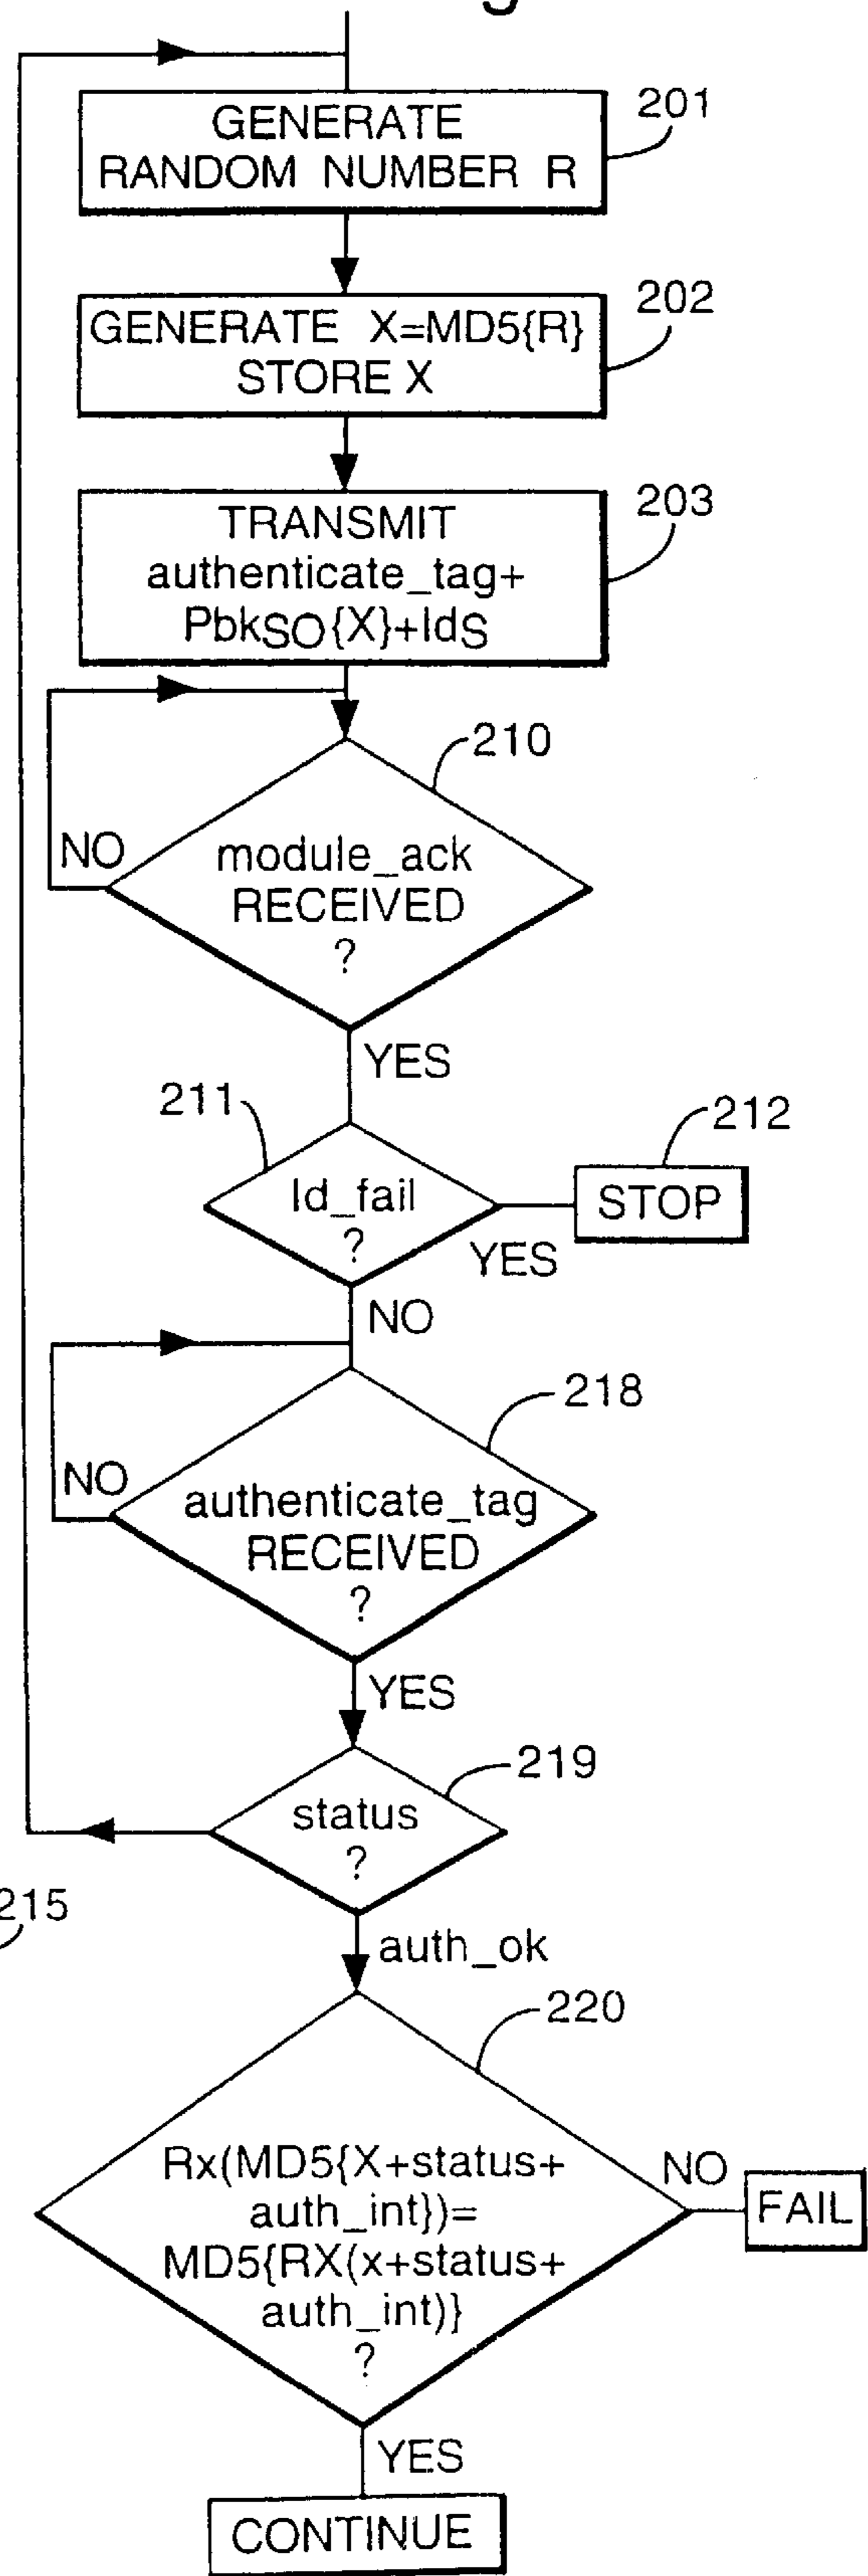 g
201
GENERATE
RANDOM NUMBER R
202
GENERATE X=MD5{R}
STORE X
203
TRANSMIT
authenticate_tag+
PbkSO{X}+IdS
210
NO
module_ack
RECEIVED
?
YES
211
212
Id_fail
?
STOP
YES
NO
218
NO
authenticate_tag
RECEIVED
?
YES
219
status
?
215
auth_ok
220
Rx(MD5{X+status+
auth_int})=
MD5{RX(x+status+
auth_int)}
?
NO
FAIL
YES
CONTINUE